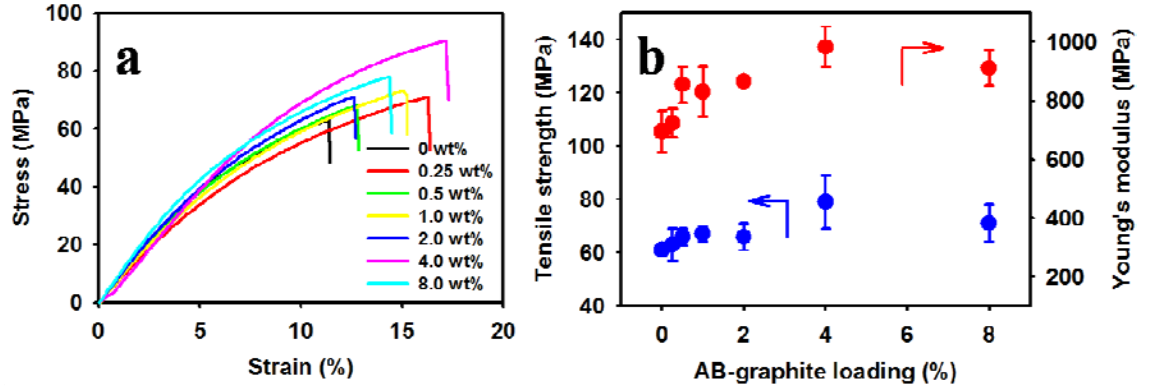 a
Stress (MPa)
100
80
60
40
20
0
0 5 10 15 20
Strain (%)
0 wt%
0.25 wt%
0.5 wt%
1.0 wt%
2.0 wt%
4.0 wt%
8.0 wt%
b
Tensile strength (MPa)
140
120
100
80
60
40
0 2 4 6 8
AB-graphite loading (%)
1000
800
600
400
200
Young's modulus (MPa)